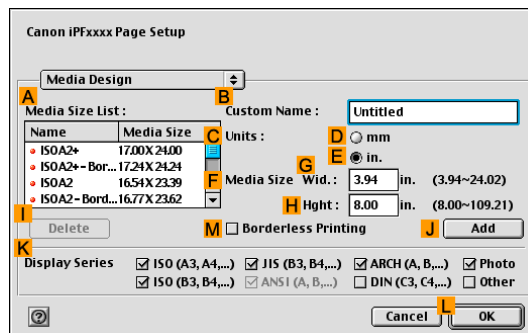 Canon iPFxxxx Page Setup
Media Design
A B
Media Size List : Custom Name : Untitled
Name Media Size C Units : D mm
ISOA2+ 17.00X24.00 E in.
ISOA2+-Bor...17.24X24.24 G
ISOA2 16.54X23.39 F Media Size Wid.: 3.94 in. (3.94~24.02)
ISOA2-Bord...16.77X23.62 H Hght : 8.00 in. (8.00~109.21)
I Delete M Borderless Printing J Add
K
Display Series ISO (A3, A4,...) JIS (B3, B4,...) ARCH (A, B,...) Photo
ISO (B3, B4,...) ANSI (A, B,...) DIN (C3, C4,...) Other
L
? Cancel OK